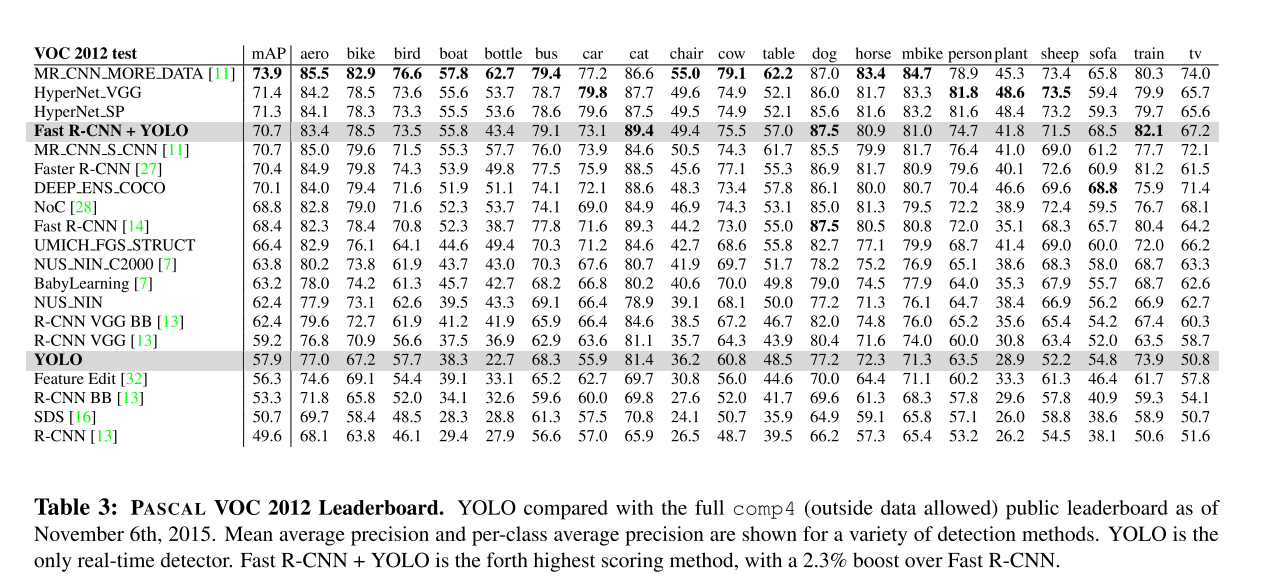 VOC 2012 test mAP aero bike bird boat bottle bus car cat chair cow table dog horse mbike person plant sheep sofa train tv
MR_CNN_MORE_DATA [11] 73.9 85.5 82.9 76.6 57.8 62.7 79.4 77.2 86.6 55.0 79.1 62.2 87.0 83.4 84.7 78.9 45.3 73.4 65.8 80.3 74.0
HyperNet_VGG 71.4 84.2 78.5 73.6 55.6 53.7 78.7 79.8 87.7 49.6 74.9 52.1 86.0 81.7 83.3 81.8 48.6 73.5 59.4 79.9 65.7
HyperNet_SP 71.3 84.1 78.3 73.3 55.5 53.6 78.6 79.6 87.5 49.5 74.9 52.1 85.6 81.6 83.2 81.6 48.4 73.2 59.3 79.7 65.6
Fast R-CNN + YOLO 70.7 83.4 78.5 73.5 55.8 43.4 79.1 73.1 89.4 49.4 75.5 57.0 87.5 80.9 81.0 74.7 41.8 71.5 68.5 82.1 67.2
MR_CNN_S_CNN [11] 70.7 85.0 79.6 71.5 55.3 57.7 76.0 73.9 84.6 50.5 74.3 61.7 85.5 79.9 81.7 76.4 41.0 69.0 61.2 77.7 72.1
Faster R-CNN [27] 70.4 84.9 79.8 74.3 53.9 49.8 77.5 75.9 88.5 45.6 77.1 55.3 86.9 81.7 80.9 79.6 40.1 72.6 60.9 81.2 61.5
DEEP_ENS_COCO 70.1 84.0 79.4 71.6 51.9 51.1 74.1 72.1 88.6 48.3 73.4 57.8 86.1 80.0 80.7 70.4 46.6 69.6 68.8 75.9 71.4
NoC [28] 68.8 82.8 79.0 71.6 52.3 53.7 74.1 69.0 84.9 46.9 74.3 53.1 85.0 81.3 79.5 72.2 38.9 72.4 59.5 76.7 68.1
Fast R-CNN [14] 68.4 82.3 78.4 70.8 52.3 38.7 77.8 71.6 89.3 44.2 73.0 55.0 87.5 80.5 80.8 72.0 35.1 68.3 65.7 80.4 64.2
UMICH_FGS_STRUCT 66.4 82.9 76.1 64.1 44.6 49.4 70.3 71.2 84.6 42.7 68.6 55.8 82.7 77.1 79.9 68.7 41.4 69.0 60.0 72.0 66.2
NUS_NIN_C2000 [7] 63.8 80.2 73.8 61.9 43.7 43.0 70.3 67.6 80.7 41.9 69.7 51.7 78.2 75.2 76.9 65.1 38.6 68.3 58.0 68.7 63.3
BabyLearning [7] 63.2 78.0 74.2 61.3 45.7 42.7 68.2 66.8 80.2 40.6 70.0 49.8 79.0 74.5 77.9 64.0 35.3 67.9 55.7 68.7 62.6
NUS_NIN 62.4 77.9 73.1 62.6 39.5 43.3 69.1 66.4 78.9 39.1 68.1 50.0 77.2 71.3 76.1 64.7 38.4 66.9 56.2 66.9 62.7
R-CNN VGG BB [13] 62.4 79.6 72.7 61.9 41.2 41.9 65.9 66.4 84.6 38.5 67.2 46.7 82.0 74.8 76.0 65.2 35.6 65.4 54.2 67.4 60.3
R-CNN VGG [13] 59.2 76.8 70.9 56.6 37.5 36.9 62.9 63.6 81.1 35.7 64.3 43.9 80.4 71.6 74.0 60.0 30.8 63.4 52.0 63.5 58.7
YOLO 57.9 77.0 67.2 57.7 38.3 22.7 68.3 55.9 81.4 36.2 60.8 48.5 77.2 72.3 71.3 63.5 28.9 52.2 54.8 73.9 50.8
Feature Edit [32] 56.3 74.6 69.1 54.4 39.1 33.1 65.2 62.7 69.7 30.8 56.0 44.6 70.0 64.4 71.1 60.2 33.3 61.3 46.4 61.7 57.8
R-CNN BB [13] 53.3 71.8 65.8 52.0 34.1 32.6 59.6 60.0 69.8 27.6 52.0 41.7 69.6 61.3 68.3 57.8 29.6 57.8 40.9 59.3 54.1
SDS [16] 50.7 69.7 58.4 48.5 28.3 28.8 61.3 57.5 70.8 24.1 50.7 35.9 64.9 59.1 65.8 57.1 26.0 58.8 38.6 58.9 50.7
R-CNN [13] 49.6 68.1 63.8 46.1 29.4 27.9 56.6 57.0 65.9 26.5 48.7 39.5 66.2 57.3 65.4 53.2 26.2 54.5 38.1 50.6 51.6
Table 3: PASCAL VOC 2012 Leaderboard. YOLO compared with the full comp4 (outside data allowed) public leaderboard as of
November 6th, 2015. Mean average precision and per-class average precision are shown for a variety of detection methods. YOLO is the
only real-time detector. Fast R-CNN + YOLO is the forth highest scoring method, with a 2.3% boost over Fast R-CNN.